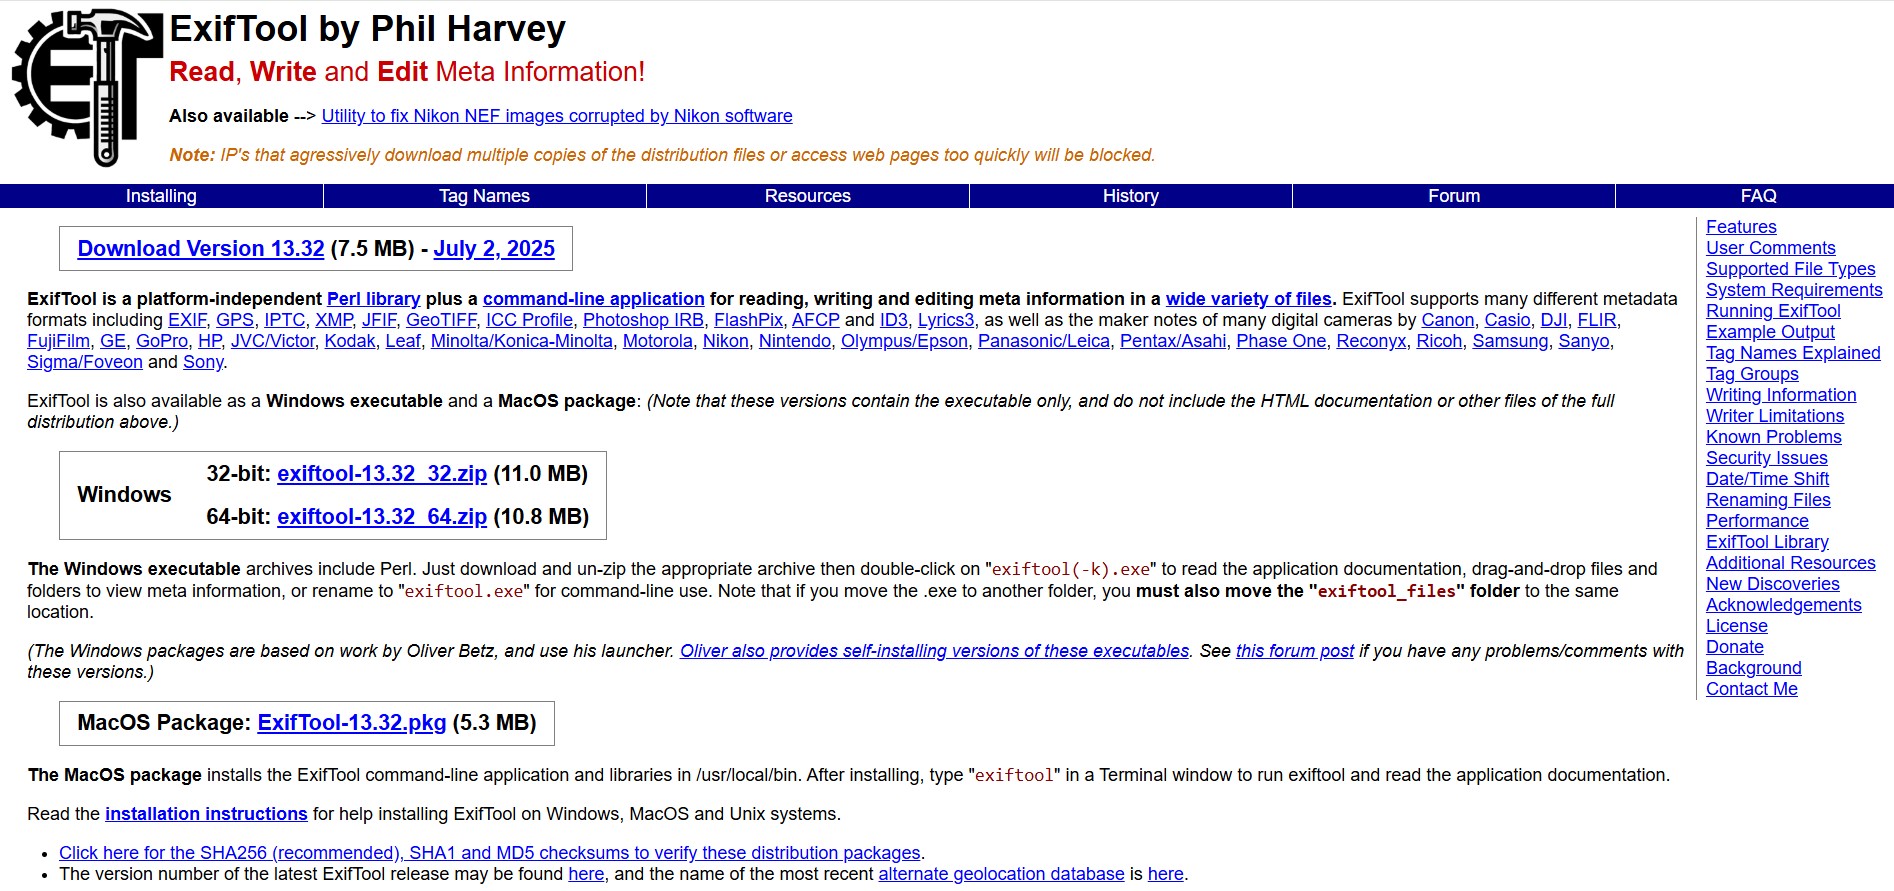 ET
ExifTool by Phil Harvey
Read, Write and Edit Meta Information!
Also available --> Utility to fix Nikon NEF images corrupted by Nikon software
Note: IP's that agressively download multiple copies of the distribution files or access web pages too quickly will be blocked.
Installing Tag Names Resources History Forum FAQ
Download Version 13.32 (7.5 MB) - July 2, 2025
ExifTool is a platform-independent Perl library plus a command-line application for reading, writing and editing meta information in a wide variety of files. ExifTool supports many different metadata
formats including EXIF, GPS, IPTC, XMP, JFIF, GeoTIFF, ICC Profile, Photoshop IRB, FlashPix, AFCP and ID3, Lyrics3, as well as the maker notes of many digital cameras by Canon, Casio, DJI, FLIR,
FujiFilm, GE, GoPro, HP, JVC/Victor, Kodak, Leaf, Minolta/Konica-Minolta, Motorola, Nikon, Nintendo, Olympus/Epson, Panasonic/Leica, Pentax/Asahi, Phase One, Reconyx, Ricoh, Samsung, Sanyo,
Sigma/Foveon and Sony.
ExifTool is also available as a Windows executable and a MacOS package: (Note that these versions contain the executable only, and do not include the HTML documentation or other files of the full
distribution above.)
Windows
32-bit: exiftool-13.32_32.zip (11.0 MB)
64-bit: exiftool-13.32_64.zip (10.8 MB)
The Windows executable archives include Perl. Just download and un-zip the appropriate archive then double-click on "exiftool(-k).exe" to read the application documentation, drag-and-drop files and
folders to view meta information, or rename to "exiftool.exe" for command-line use. Note that if you move the .exe to another folder, you must also move the "exiftool_files" folder to the same
location.
(The Windows packages are based on work by Oliver Betz, and use his launcher. Oliver also provides self-installing versions of these executables. See this forum post if you have any problems/comments with
these versions.)
MacOS Package: ExifTool-13.32.pkg (5.3 MB)
The MacOS package installs the ExifTool command-line application and libraries in /usr/local/bin. After installing, type "exiftool" in a Terminal window to run exiftool and read the application documentation.
Read the installation instructions for help installing ExifTool on Windows, MacOS and Unix systems.
• Click here for the SHA256 (recommended), SHA1 and MD5 checksums to verify these distribution packages.
• The version number of the latest ExifTool release may be found here, and the name of the most recent alternate geolocation database is here.
Features
User Comments
Supported File Types
System Requirements
Running ExifTool
Example Output
Tag Names Explained
Tag Groups
Writing Information
Writer Limitations
Known Problems
Security Issues
Date/Time Shift
Renaming Files
Performance
ExifTool Library
Additional Resources
New Discoveries
Acknowledgements
License
Donate
Background
Contact Me